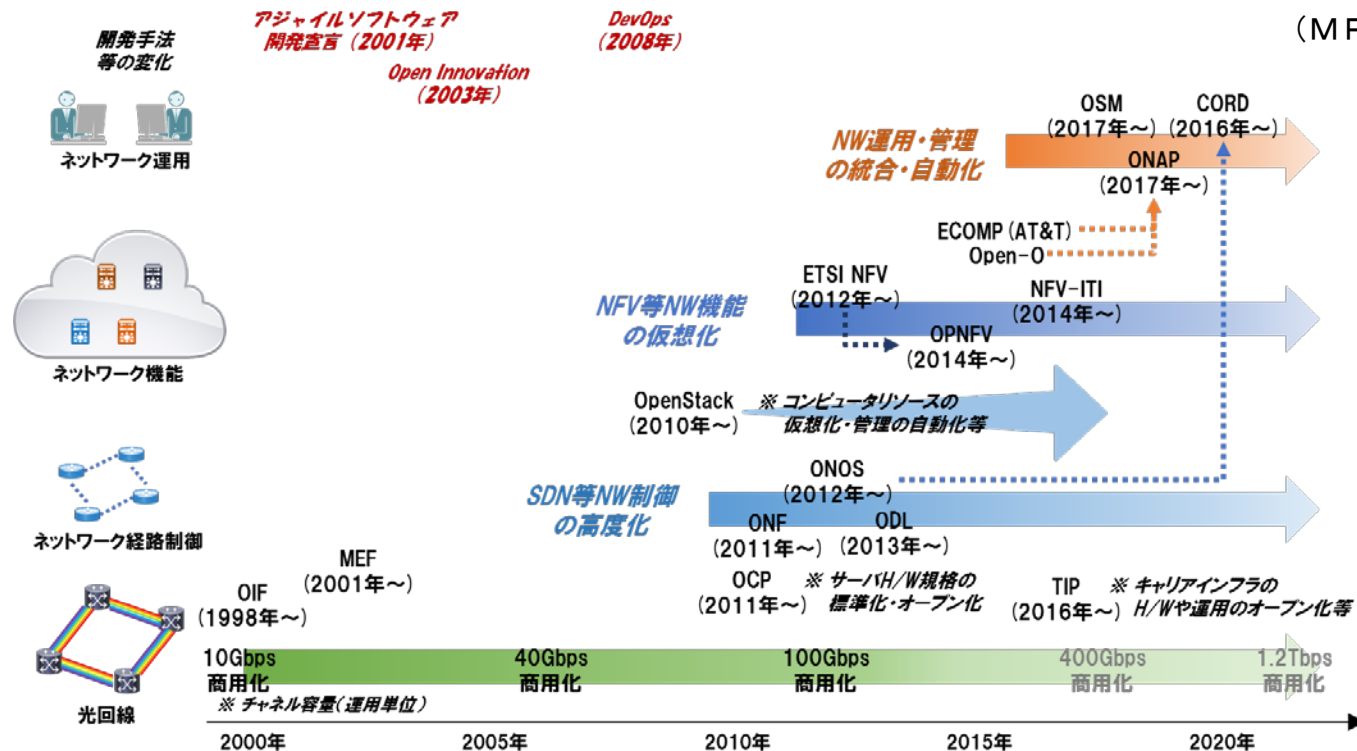 (MP
開発手法
等の変化
アジャイルソフトウェア
開発宣言 (2001年)
Open Innovation
(2003年)
DevOps
(2008年)
ネットワーク運用
NW運用・管理
の統合・自動化
OSM
(2017年～)
CORD
(2016年～)
ONAP
(2017年～)
ECOMP (AT&T)
Open-O
ネットワーク機能
NFV等NW機能
の仮想化
ETSI NFV
(2012年～)
NFV-ITI
(2014年～)
OPNFV
(2014年～)
OpenStack
(2010年～)
※ コンピュータリソースの
仮想化・管理の自動化等
ネットワーク経路制御
SDN等NW制御
の高度化
ONOS
(2012年～)
ONF
(2011年～)
ODL
(2013年～)
OIF
(1998年～)
MEF
(2001年～)
OCP
(2011年～)
※ サーバH/W規格の
標準化・オープン化
TIP
(2016年～)
※ キャリアインフラの
H/Wや運用のオープン化等
光回線
10Gbps
商用化
40Gbps
商用化
100Gbps
商用化
400Gbps
商用化
1.2Tbps
商用化
※ チャネル容量(運用単位)
2000年
2005年
2010年
2015年
2020年